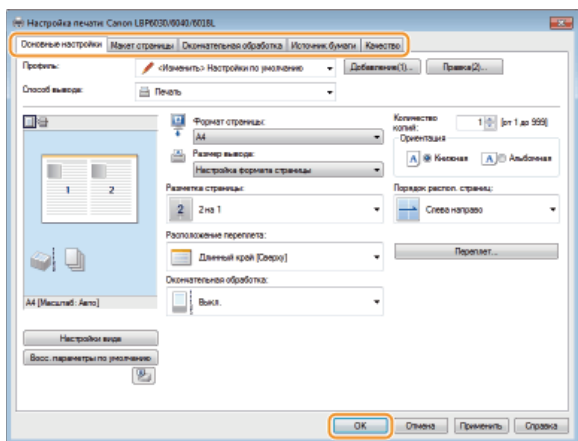 Настройка печати: Canon LBP6030/6040/6018L
Основные настройки Макет страницы Окончательная обработка Источник бумаги Качество
Профиль: <Изменить> Настройки по умолчанию Добавление(1)... Правка(2)...
Способ вывода: Печать
Формат страницы:
A4
Размер вывода:
Настройка формата страницы
Количество копий: 1 [от 1 до 999]
Ориентация
A Книжная A Альбомная
1 2
Разметка страницы:
2 2 на 1
Порядок распол. страниц:
Слева направо
Расположение переплета:
Длинный край [Сверху]
Переплет...
Окончательная обработка:
Выкл.
A4 [Масштаб: Авто]
Настройки вида
Восс. параметры по умолчанию
OK Отмена Применить Справка